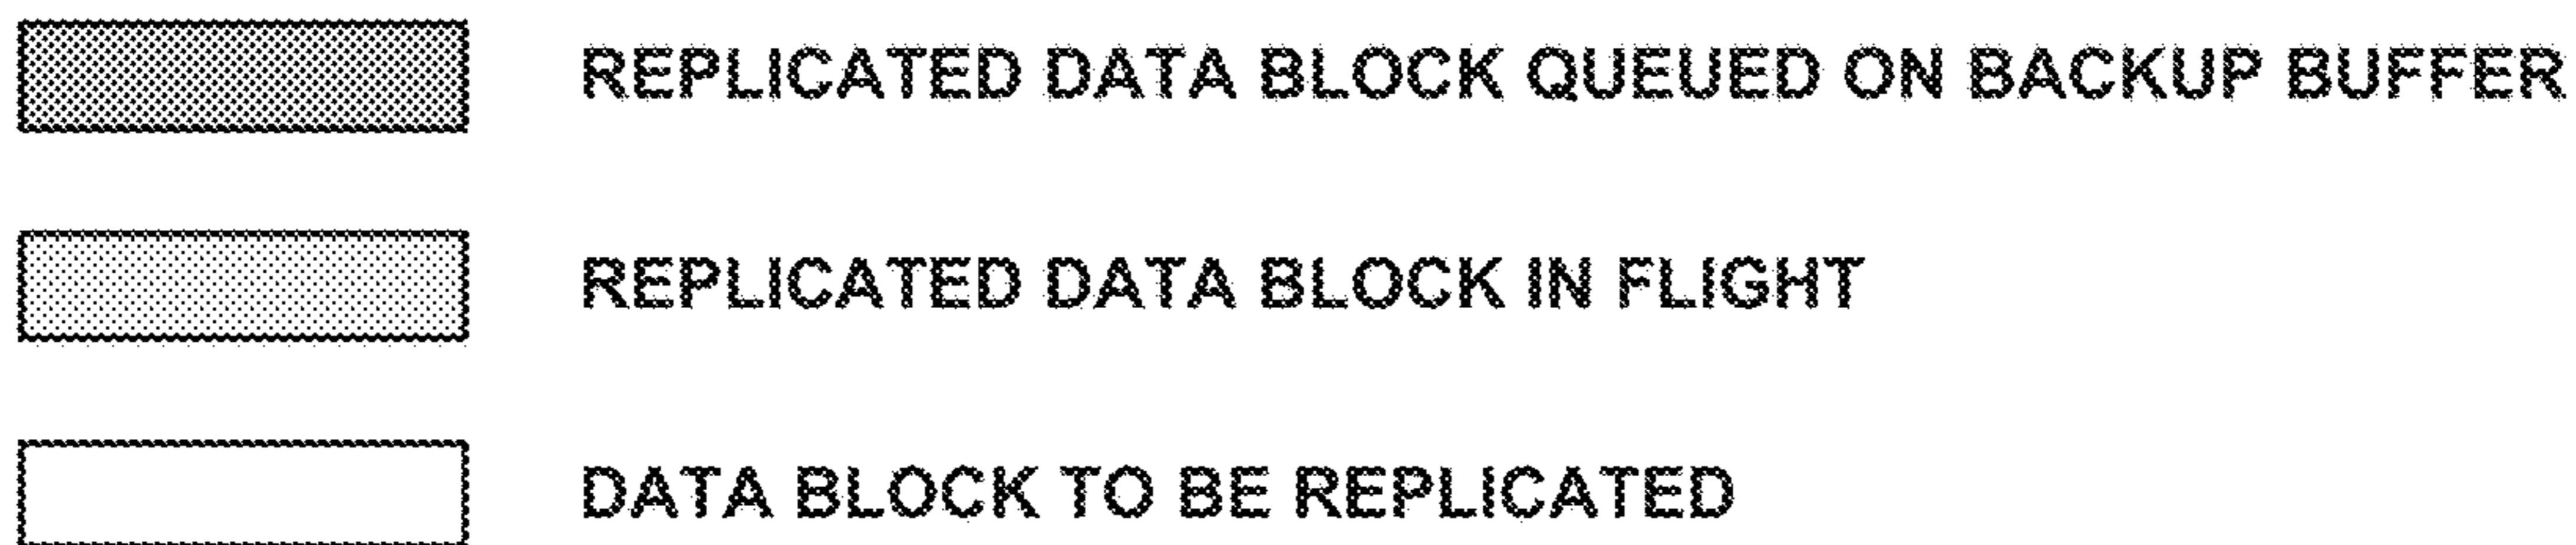 REPLICATED DATA BLOCK QUEUED ON BACKUP BUFFER
REPLICATED DATA BLOCK IN FLIGHT
DATA BLOCK TO BE REPLICATED